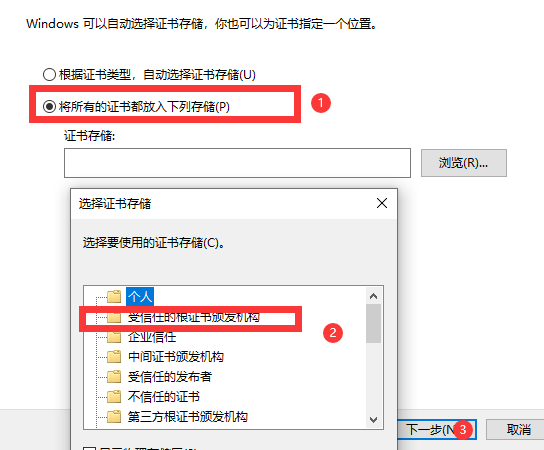 Windows 可以自动选择证书存储，你也可以为证书指定一个位置。
根据证书类型，自动选择证书存储(U)
将所有的证书都放入下列存储(P)
1
证书存储:
浏览(R)...
选择证书存储
选择要使用的证书存储(C)。
个人
受信任的根证书颁发机构
2
企业信任
中间证书颁发机构
受信任的发布者
不信任的证书
第三方根证书颁发机构
下一步(N
3
取消